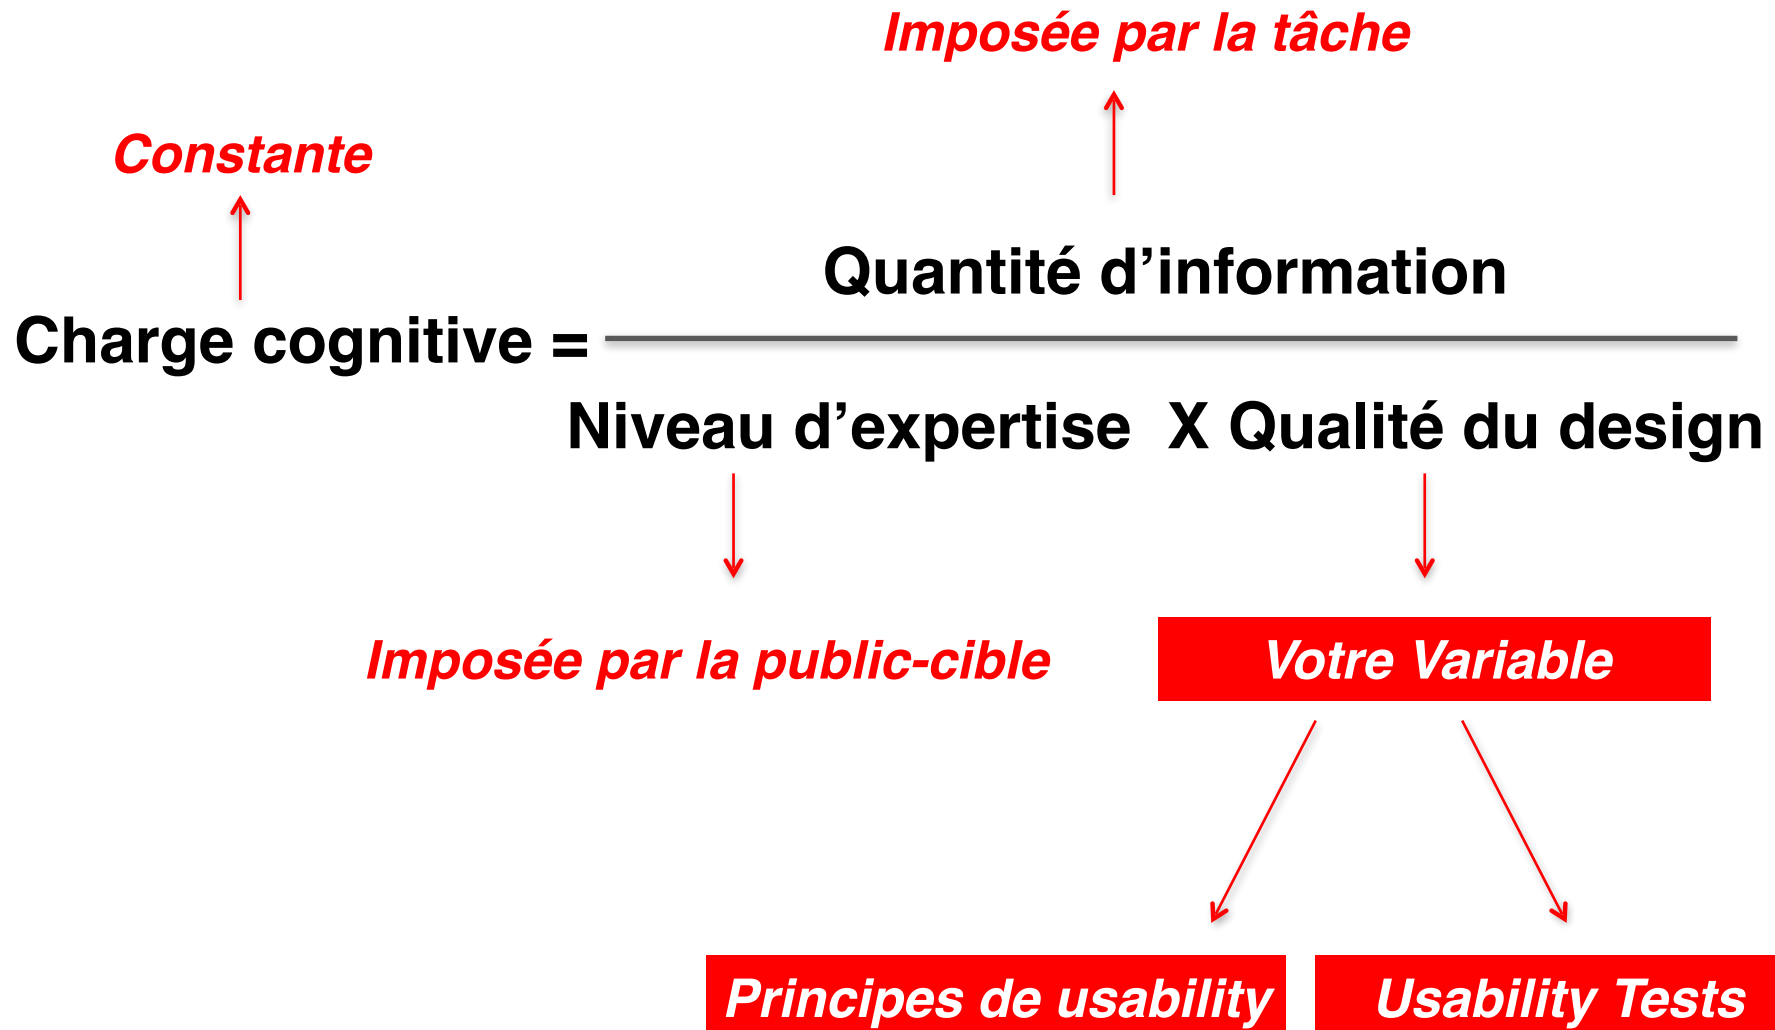 Imposée par la tâche
Constante
Quantité d’information
Charge cognitive =
Niveau d’expertise X Qualité du design
Imposée par la public-cible
Votre Variable
Principes de usability
Usability Tests